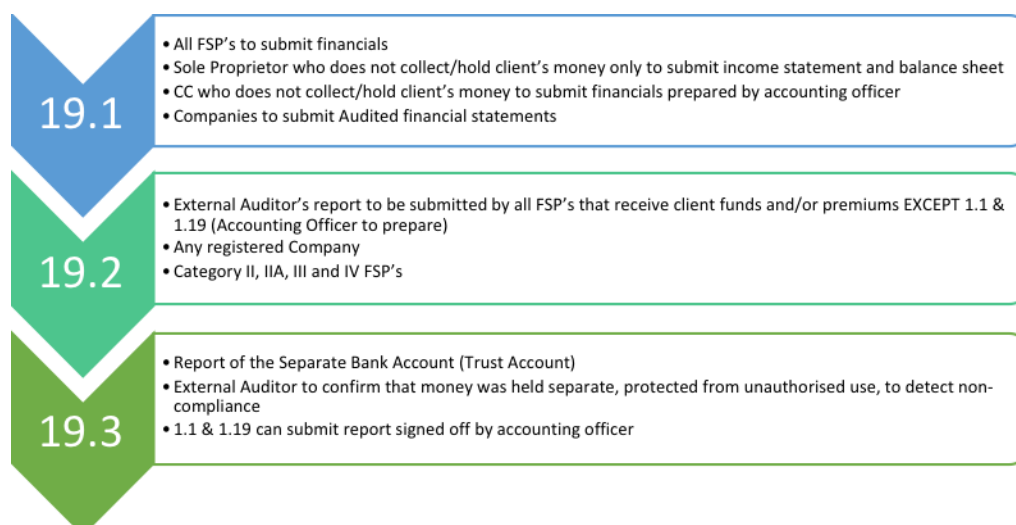 19.1
• All FSP's to submit financials
• Sole Proprietor who does not collect/hold client's money only to submit income statement and balance sheet
• CC who does not collect/hold client's money to submit financials prepared by accounting officer
• Companies to submit Audited financial statements
19.2
• External Auditor's report to be submitted by all FSP's that receive client funds and/or premiums EXCEPT 1.1 &
1.19 (Accounting Officer to prepare)
• Any registered Company
• Category II, IIA, III and IV FSP's
19.3
• Report of the Separate Bank Account (Trust Account)
• External Auditor to confirm that money was held separate, protected from unauthorised use, to detect non-
compliance
• 1.1 & 1.19 can submit report signed off by accounting officer